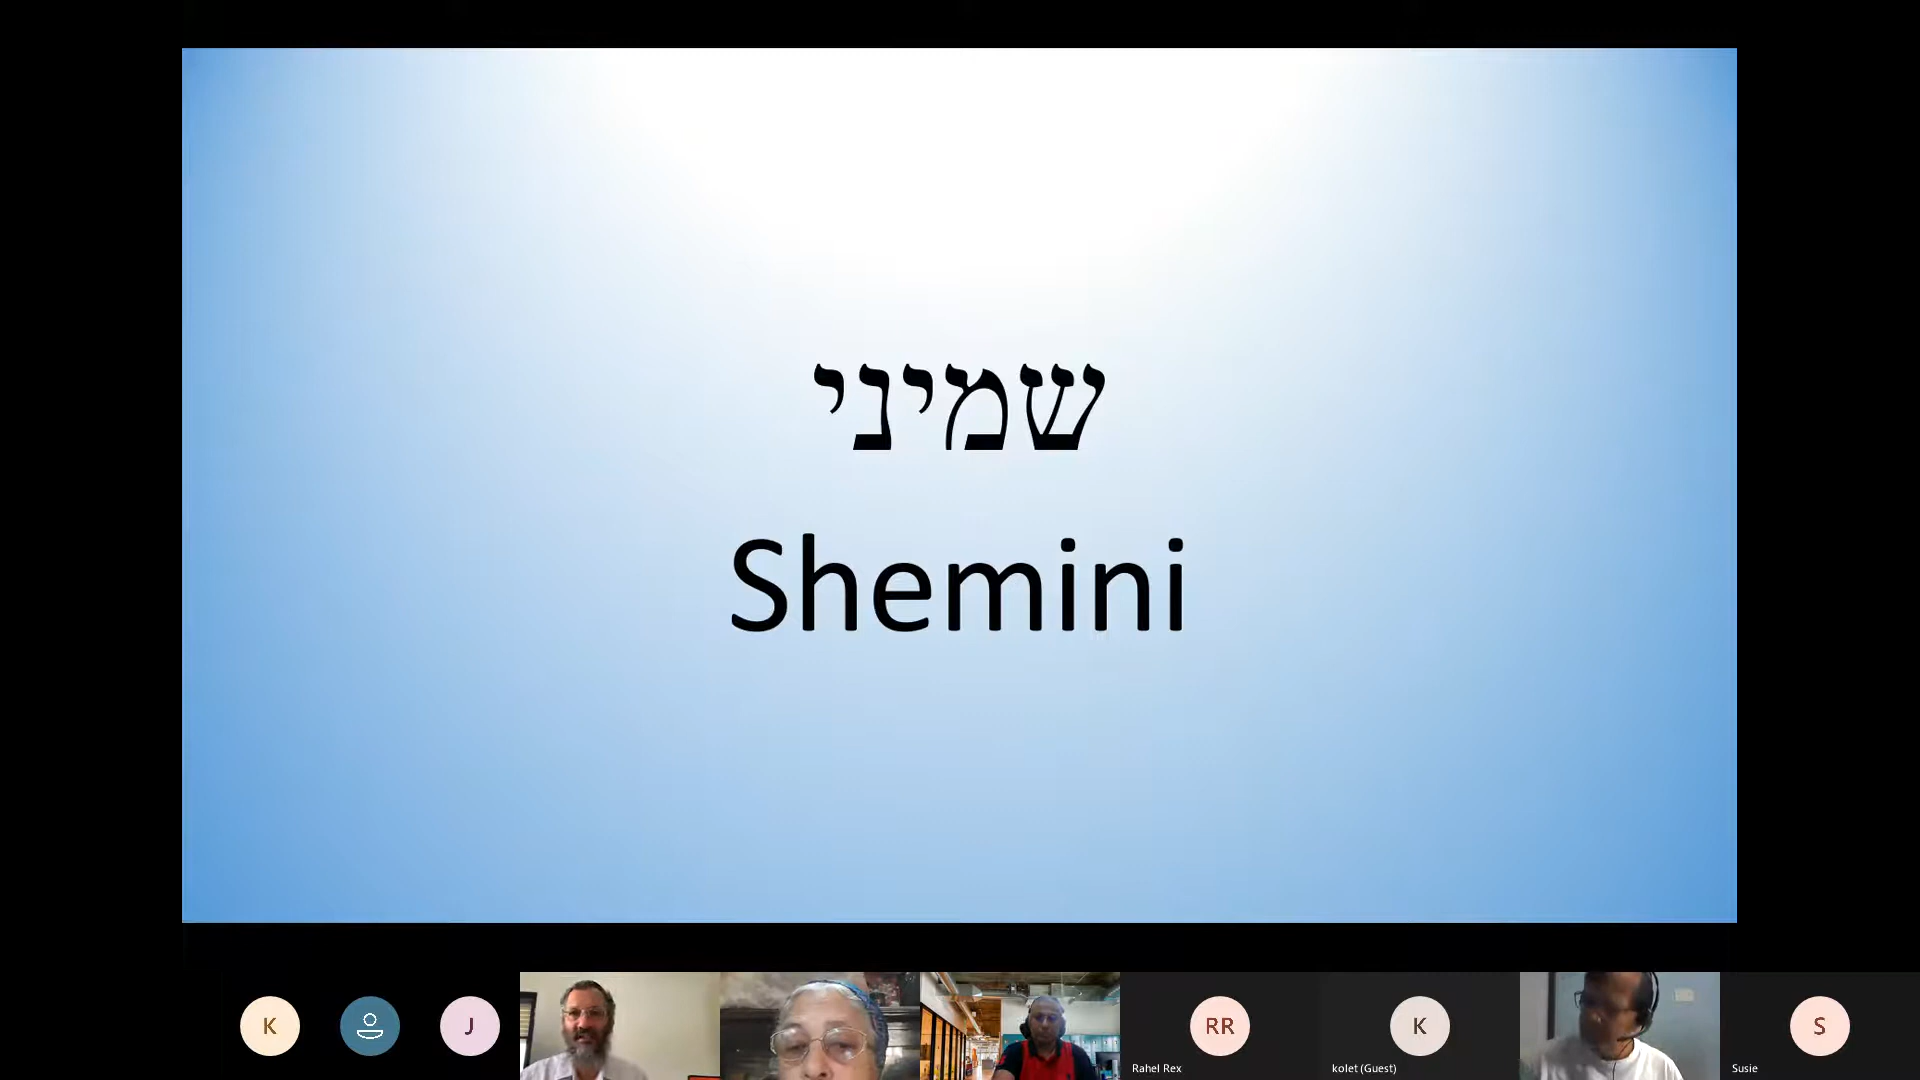 שמיני
Shemini
K
J
RR
Rahel Rex
K
kolet (Guest)
S
Susie